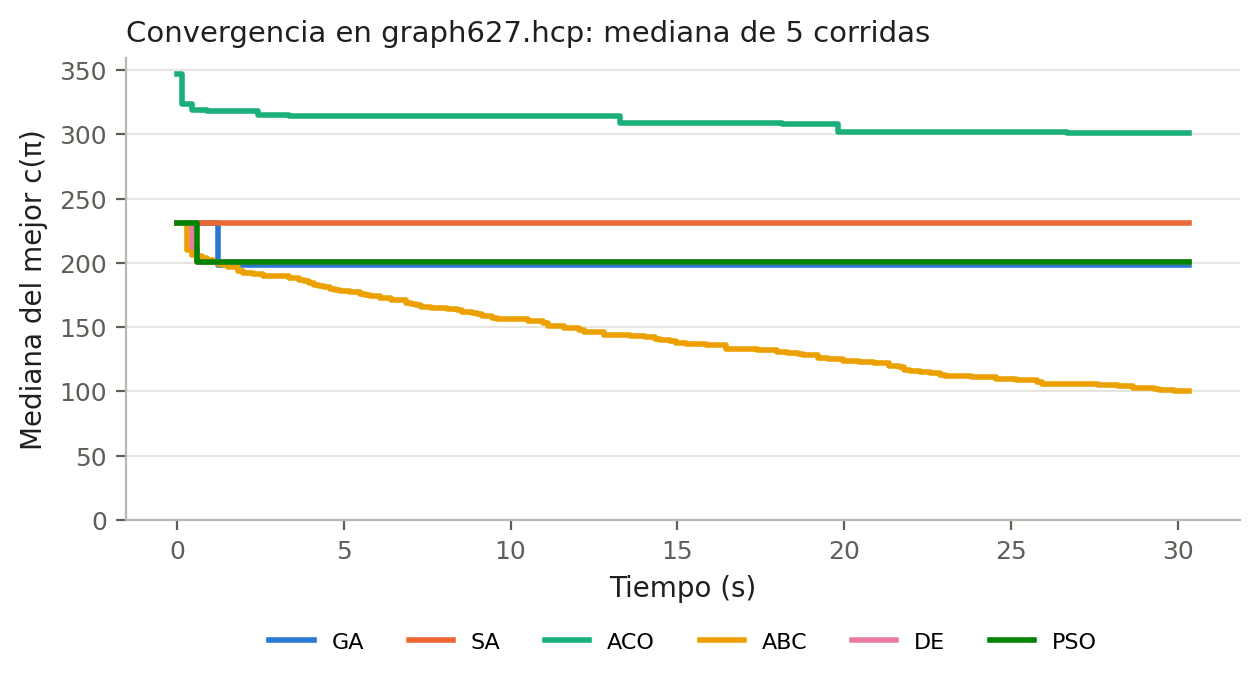 Convergencia en graph627.hcp: mediana de 5 corridas
Mediana del mejor c(π)
350
300
250
200
150
100
50
0
0 5 10 15 20 25 30
Tiempo (s)
GA SA ACO ABC DE PSO